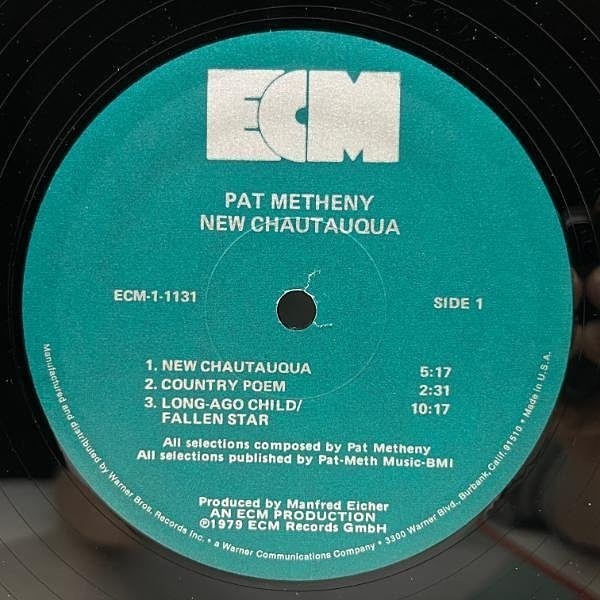 ECM
PAT METHENY
NEW CHAUTAUQUA
ECM-1-1131
SIDE 1
1. NEW CHAUTAUQUA 5:17
2. COUNTRY POEM 2:31
3. LONG-AGO CHILD/ 10:17
FALLEN STAR
All selections composed by Pat Metheny
All selections published by Pat-Meth Music-BMI
Produced by Manfred Eicher
AN ECM PRODUCTION
℗1979 ECM Records GmbH
Manufactured and distributed by Warner Bros. Records Inc. • a Warner Communications Company • 3300 Warner Blvd., Burbank, Calif. 91510 • Made in U.S.A.